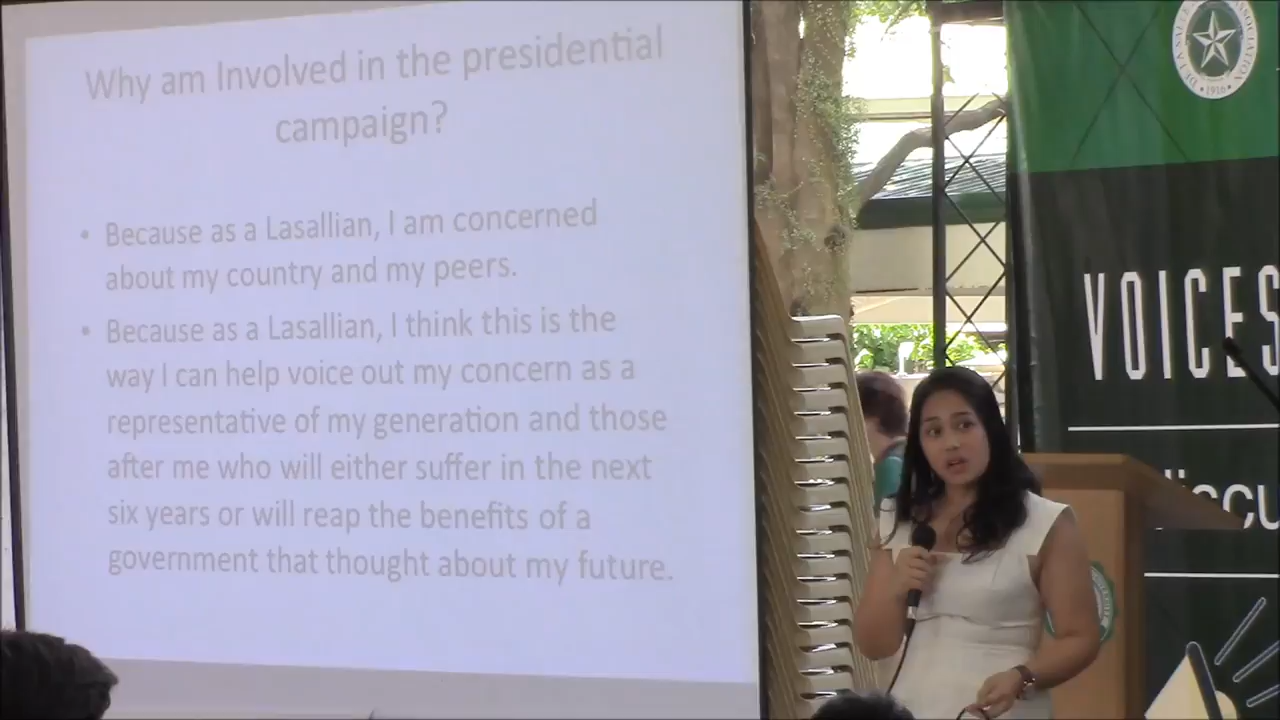 Why am Involved in the presidential
campaign?
• Because as a Lasallian, I am concerned
about my country and my peers.
• Because as a Lasallian, I think this is the
way I can help voice out my concern as a
representative of my generation and those
after me who will either suffer in the next
six years or will reap the benefits of a
government that thought about my future.
1916
VOICES